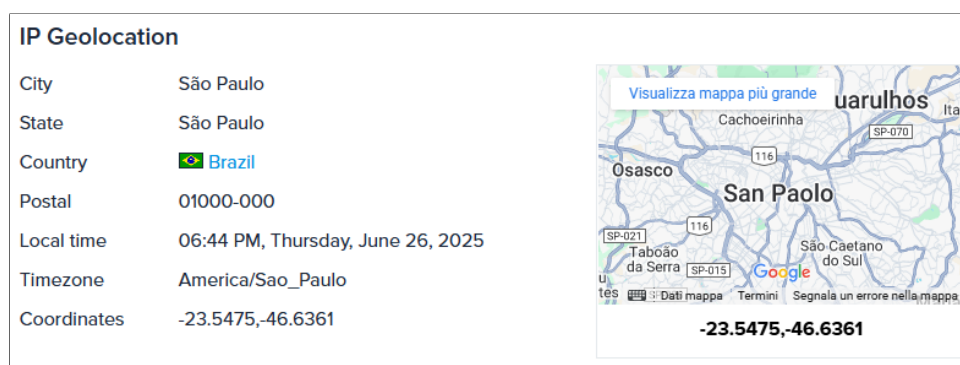 IP Geolocation
City São Paulo
State São Paulo
Country Brazil
Postal 01000-000
Local time 06:44 PM, Thursday, June 26, 2025
Timezone America/Sao_Paulo
Coordinates -23.5475,-46.6361
Visualizza mappa più grande
uarulhos
Ita
Cachoeirinha
SP-070
116
Osasco
San Paolo
116
SP-021
Taboão
da Serra
São Caetano
do Sul
SP-015
Google
tes
Dati mappa Termini Segnala un errore nella mappa
-23.5475,-46.6361